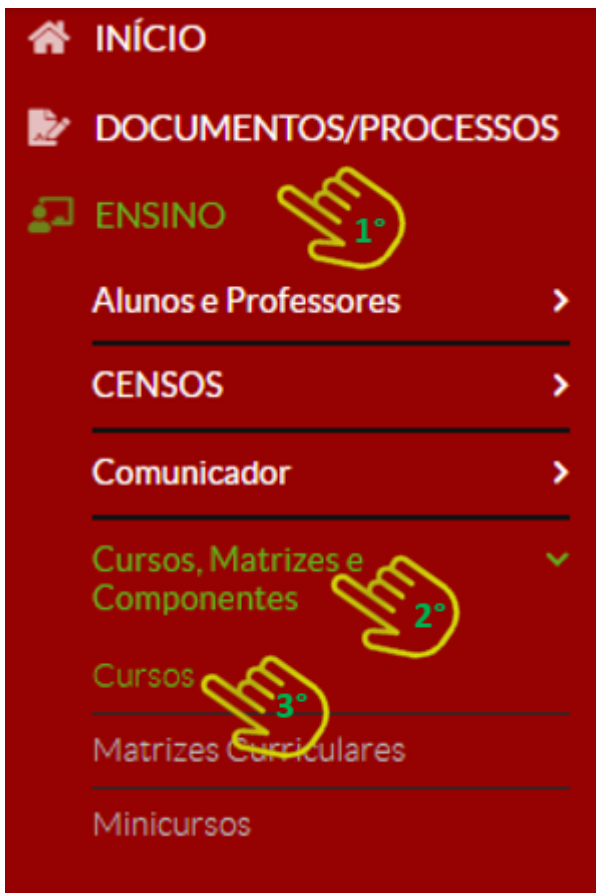 INÍCIO
DOCUMENTOS/PROCESSOS
ENSINO
1°
Alunos e Professores
CENSOS
Comunicador
Cursos, Matrizes e
Componentes
2°
Cursos
3°
Matrizes Curriculares
Minicursos